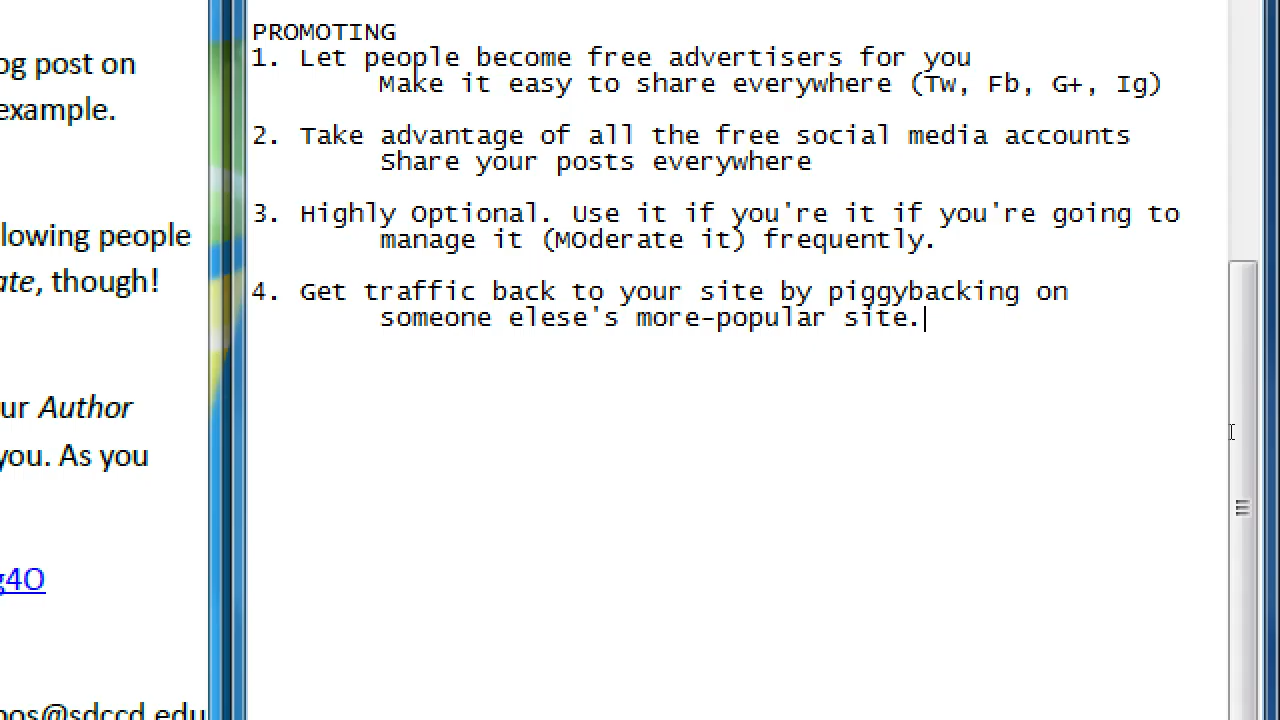 og post on
example.
lowing people
ate, though!
ur Author
you. As you
g4O
oos@sdccd.edu
PROMOTING
1. Let people become free advertisers for you
Make it easy to share everywhere (Tw, Fb, G+, Ig)
2. Take advantage of all the free social media accounts
Share your posts everywhere
3. Highly Optional. Use it if you're it if you're going to
manage it (MOderate it) frequently.
4. Get traffic back to your site by piggybacking on
someone elese's more-popular site.